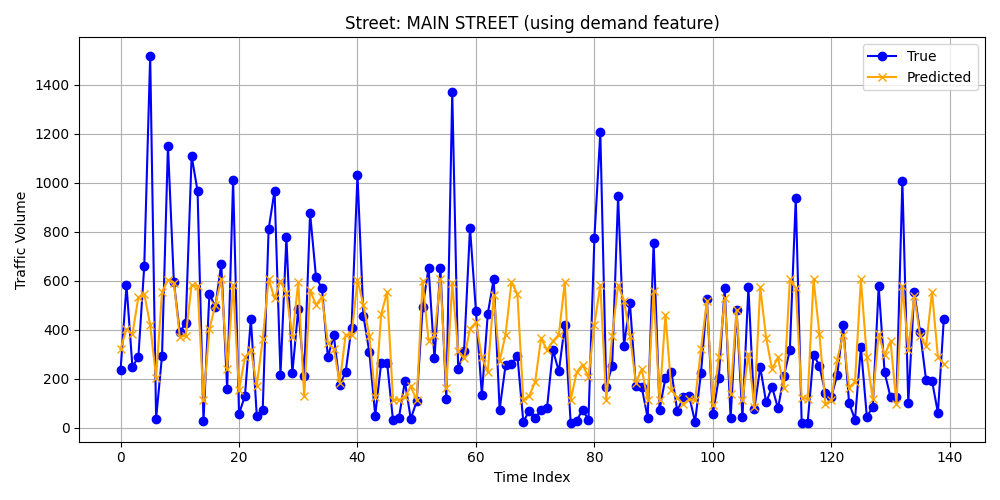 Street: MAIN STREET (using demand feature)
True
Predicted
Traffic Volume
1400
1200
1000
800
600
400
200
0
0 20 40 60 80 100 120 140
Time Index